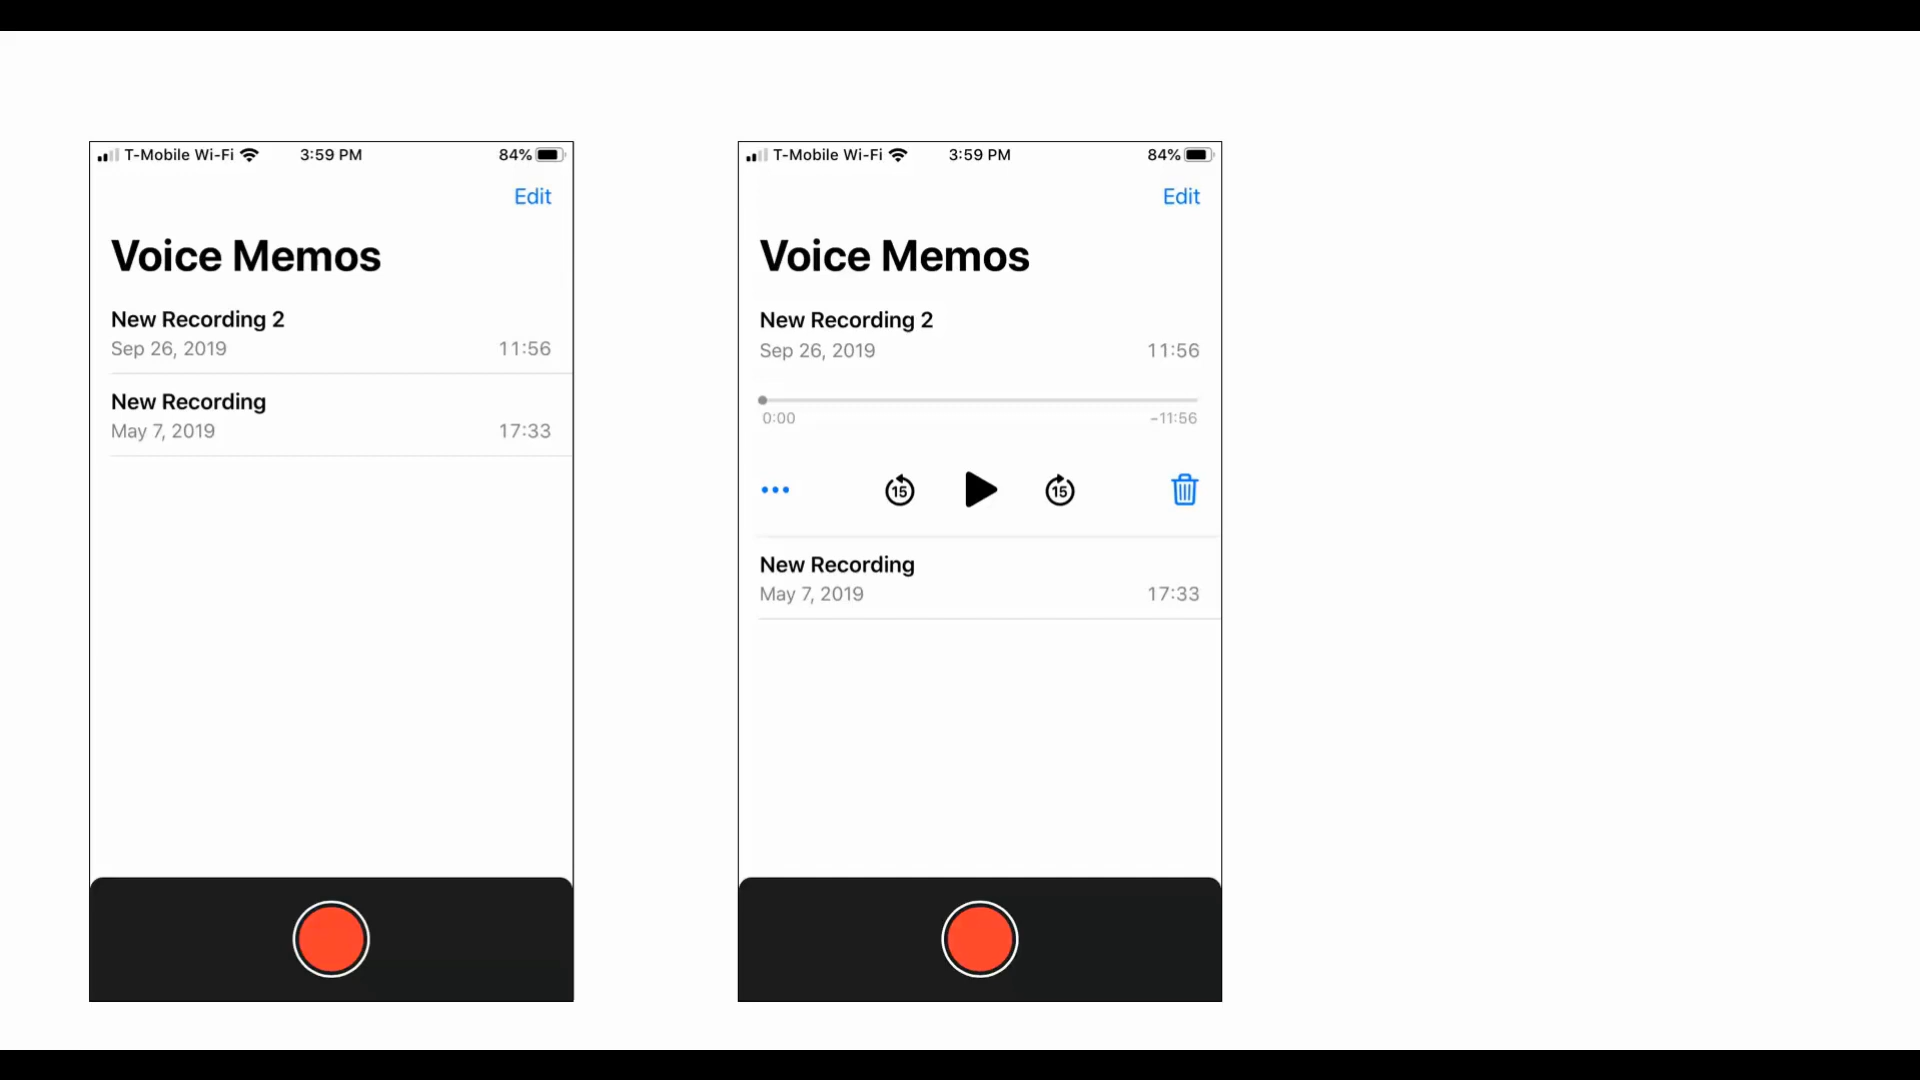 T-Mobile Wi-Fi 3:59 PM 84%
Edit
Voice Memos
New Recording 2
Sep 26, 2019 11:56
New Recording
May 7, 2019 17:33
T-Mobile Wi-Fi 3:59 PM 84%
Edit
Voice Memos
New Recording 2
Sep 26, 2019 11:56
0:00 -11:56
15 15
New Recording
May 7, 2019 17:33